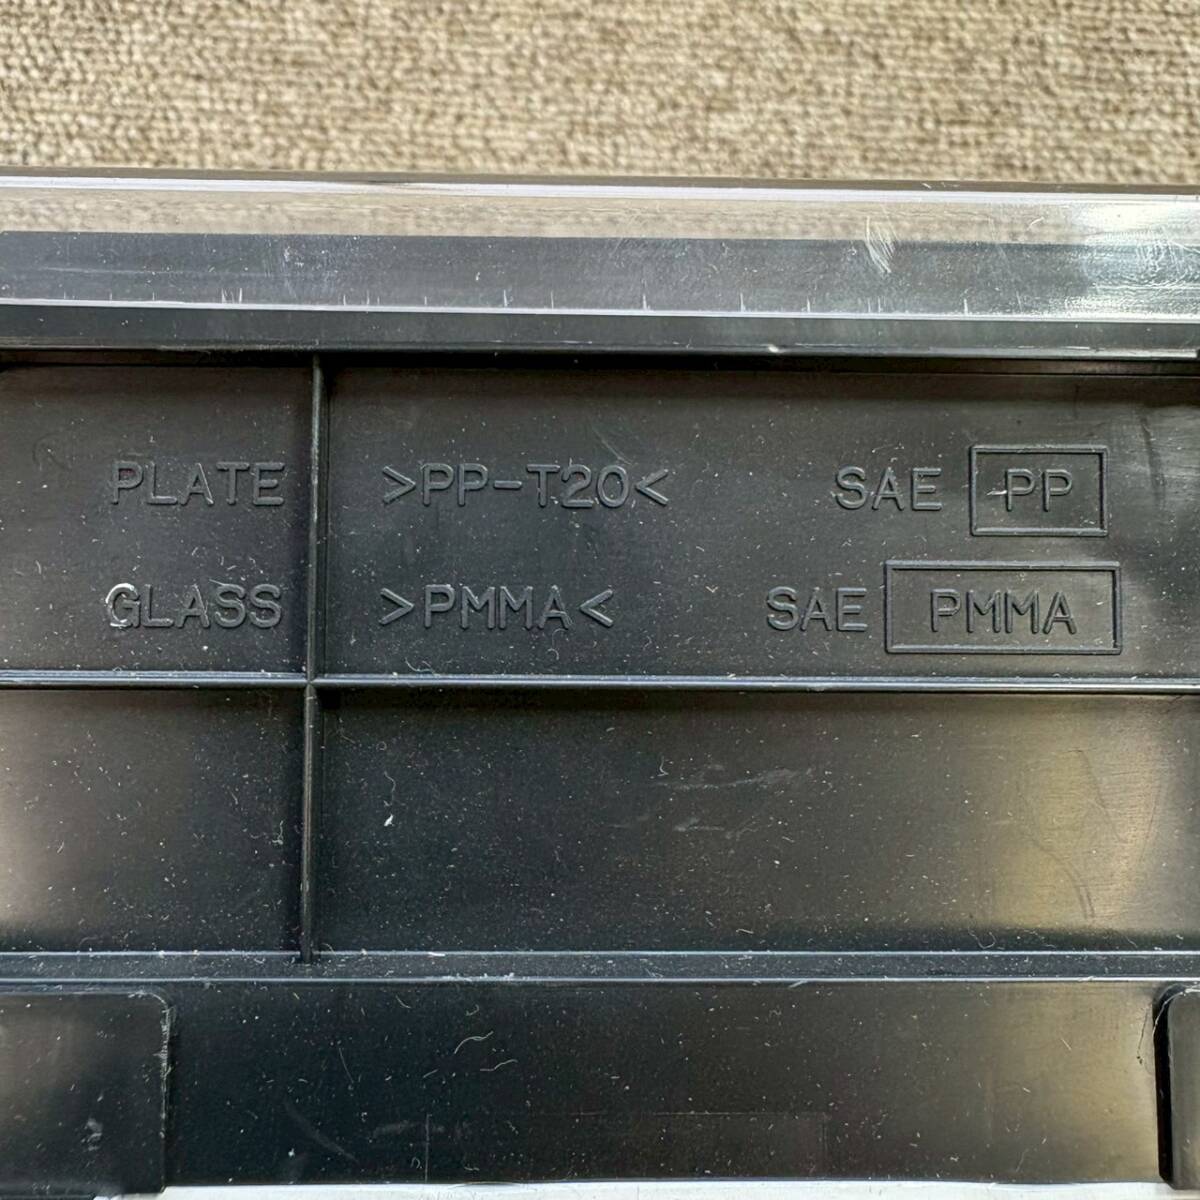 PLATE >PP-T20< SAE PP
GLASS >PMMA< SAE PMMA